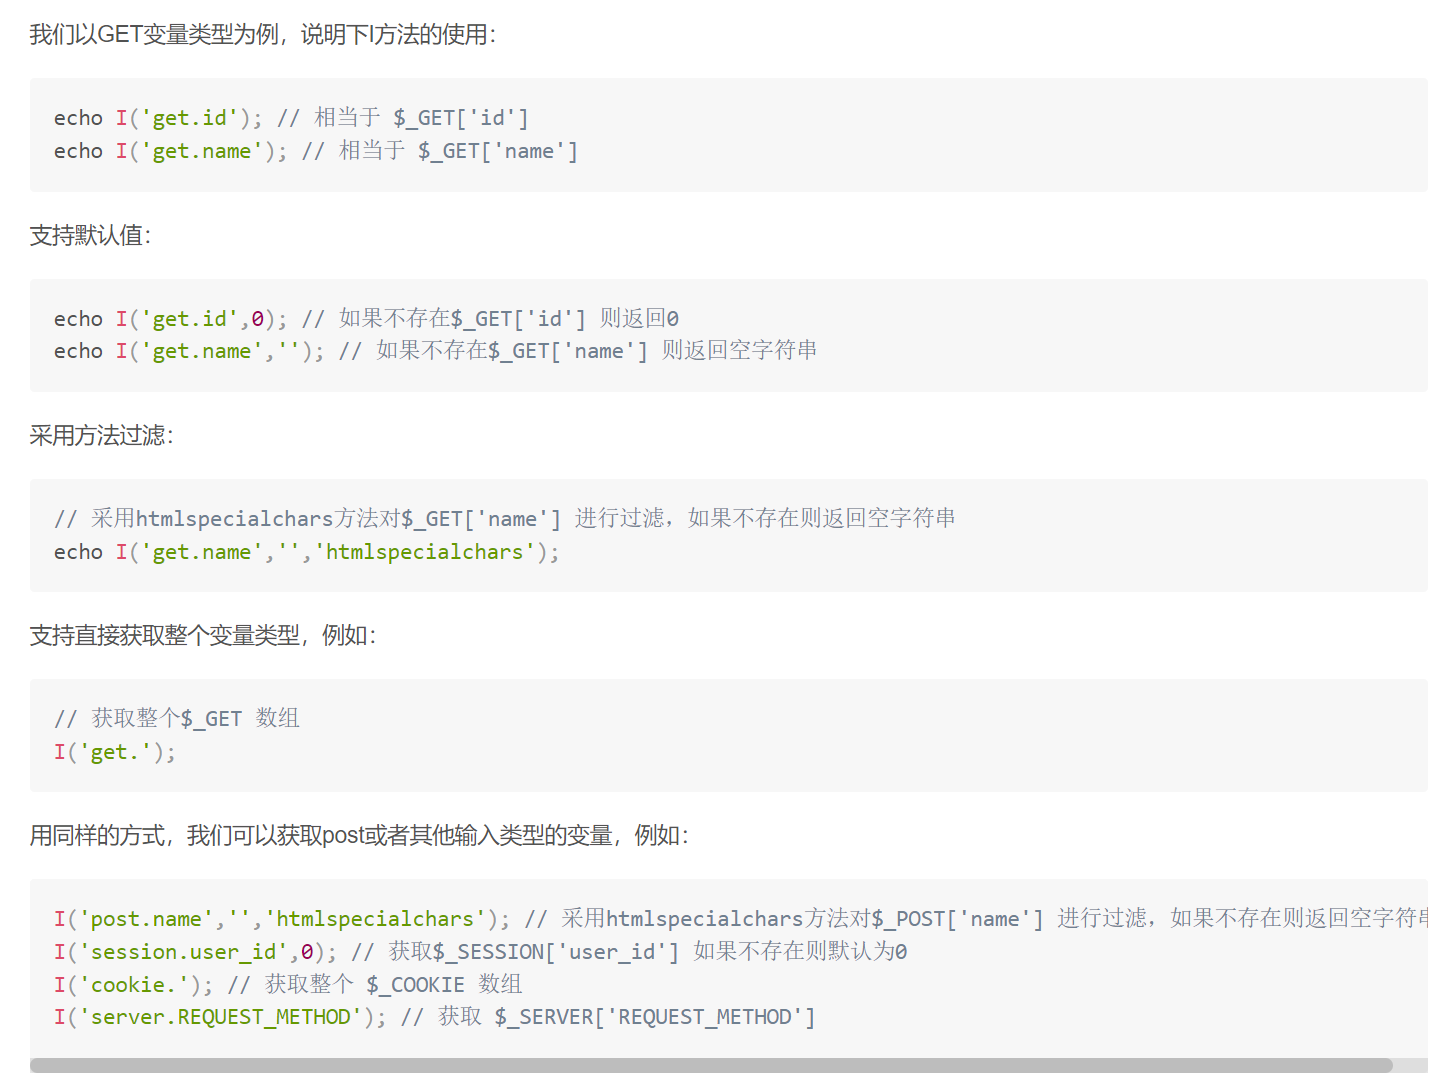 我们以GET变量类型为例，说明下I方法的使用：
echo I('get.id'); // 相当于 $_GET['id']
echo I('get.name'); // 相当于 $_GET['name']
支持默认值：
echo I('get.id',0); // 如果不存在$_GET['id'] 则返回0
echo I('get.name',''); // 如果不存在$_GET['name'] 则返回空字符串
采用方法过滤：
// 采用htmlspecialchars方法对$_GET['name'] 进行过滤，如果不存在则返回空字符串
echo I('get.name','','htmlspecialchars');
支持直接获取整个变量类型，例如：
// 获取整个$_GET 数组
I('get.');
用同样的方式，我们可以获取post或者其他输入类型的变量，例如：
I('post.name','','htmlspecialchars'); // 采用htmlspecialchars方法对$_POST['name'] 进行过滤，如果不存在则返回空字符串
I('session.user_id',0); // 获取$_SESSION['user_id'] 如果不存在则默认为0
I('cookie.'); // 获取整个 $_COOKIE 数组
I('server.REQUEST_METHOD'); // 获取 $_SERVER['REQUEST_METHOD']